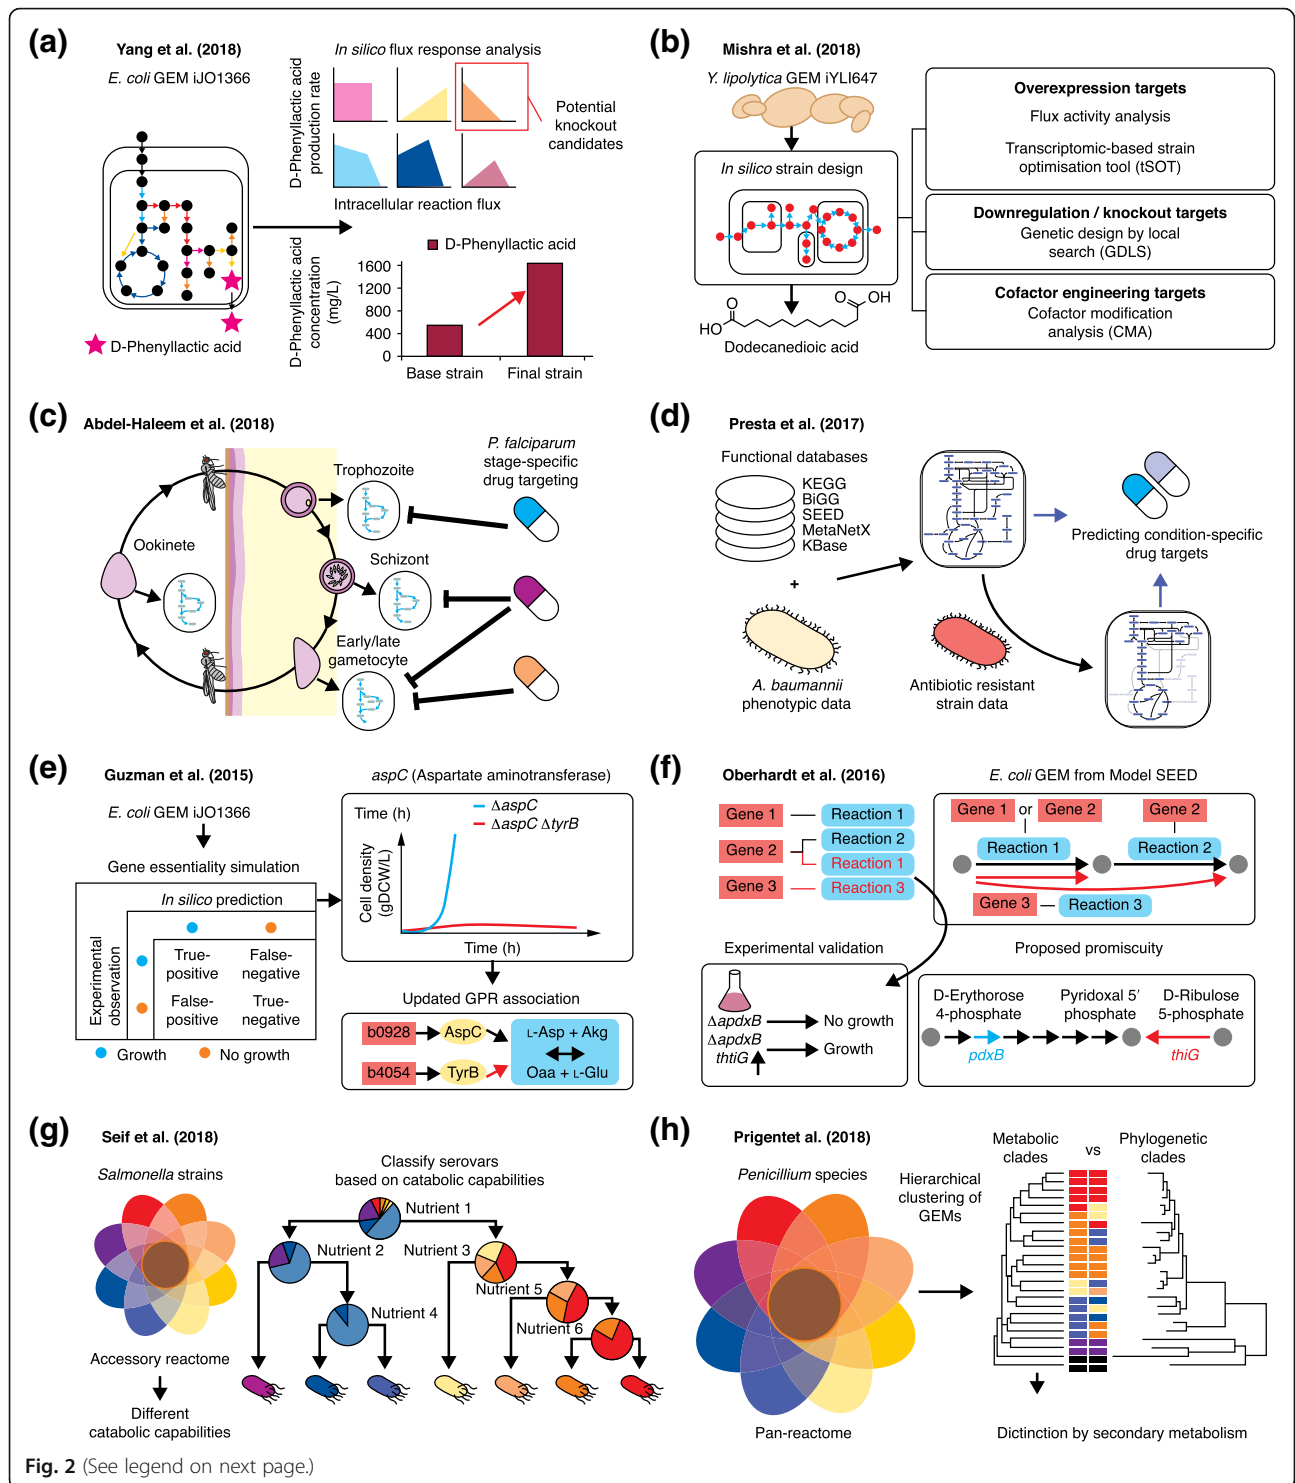 (a)
Yang et al. (2018)
E. coli GEM iJO1366
In silico flux response analysis
D-Phenyllactic acid
production rate
Potential
knockout
candidates
Intracellular reaction flux
D-Phenyllactic acid
D-Phenyllactic acid
concentration
(mg/L)
1600
1200
800
400
0
Base strain
Final strain
D-Phenyllactic acid
(b)
Mishra et al. (2018)
Y. lipolytica GEM iYLI647
In silico strain design
O
OH
HO
O
Dodecanedioic acid
Overexpression targets
Flux activity analysis
Transcriptomic-based strain
optimisation tool (tSOT)
Downregulation / knockout targets
Genetic design by local
search (GDLS)
Cofactor engineering targets
Cofactor modification
analysis (CMA)
(c)
Abdel-Haleem et al. (2018)
P. falciparum
stage-specific
drug targeting
Trophozoite
Ookinete
Schizont
Early/late
gametocyte
(d)
Presta et al. (2017)
Functional databases
KEGG
BiGG
SEED
MetaNetX
KBase
+
A. baumannii
phenotypic data
Antibiotic resistant
strain data
Predicting condition-specific
drug targets
(e)
Guzman et al. (2015)
E. coli GEM iJO1366
Gene essentiality simulation
In silico prediction
Experimental
observation
True-
positive
False-
negative
False-
positive
True-
negative
Growth
No growth
aspC (Aspartate aminotransferase)
Time (h)
ΔaspC
ΔaspC ΔtyrB
Cell density
(gDCW/L)
Time (h)
Updated GPR association
b0928
AspC
L-Asp + Akg
b4054
TyrB
Oaa + L-Glu
(f)
Oberhardt et al. (2016)
Gene 1
Reaction 1
Gene 2
Reaction 2
Reaction 1
Gene 3
Reaction 3
E. coli GEM from Model SEED
Gene 1 or Gene 2
Gene 2
Reaction 1
Reaction 2
Gene 3
Reaction 3
Experimental validation
ΔapdxB
No growth
ΔapdxB
thtiG
Growth
Proposed promiscuity
D-Erythorose
4-phosphate
Pyridoxal 5′
phosphate
D-Ribulose
5-phosphate
pdxB
thiG
(g)
Seif et al. (2018)
Salmonella strains
Accessory reactome
Different
catabolic capabilities
Classify serovars
based on catabolic capabilities
Nutrient 1
Nutrient 2
Nutrient 3
Nutrient 4
Nutrient 5
Nutrient 6
(h)
Prigentet al. (2018)
Penicillium species
Pan-reactome
Hierarchical
clustering of
GEMs
Metabolic
clades
vs
Phylogenetic
clades
Dictinction by secondary metabolism
Fig. 2 (See legend on next page.)